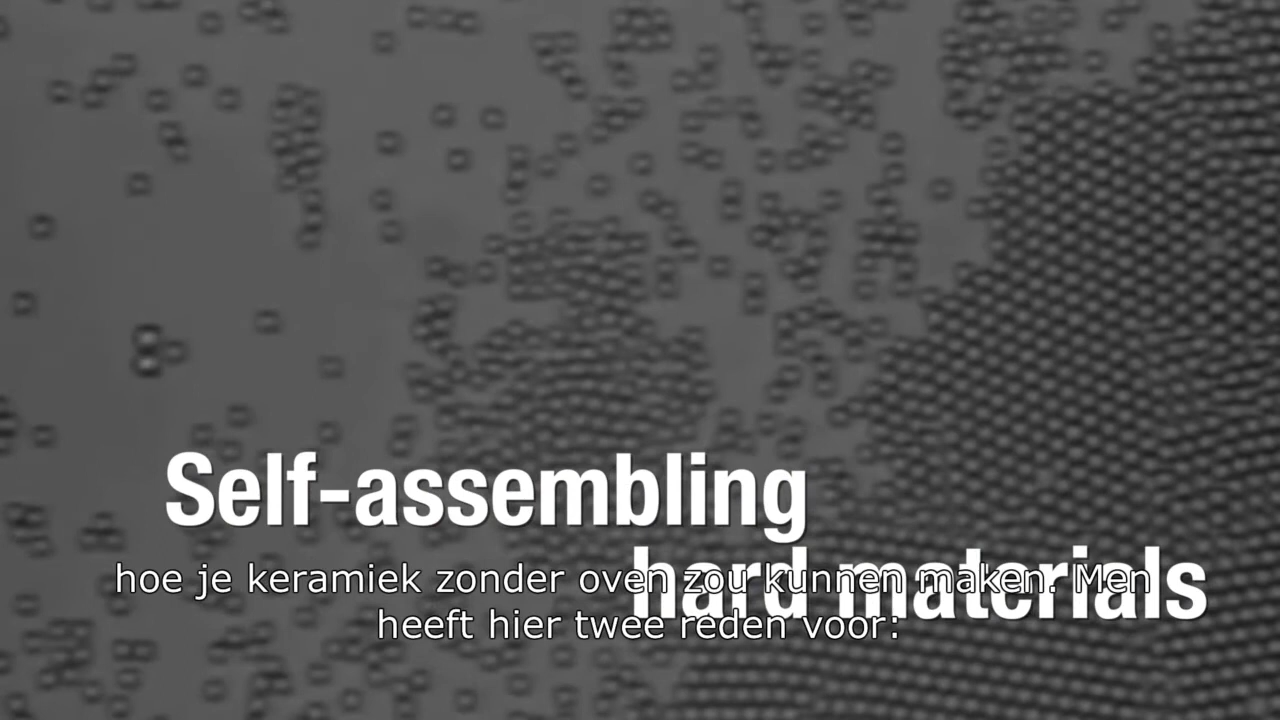 Self-assembling
hard materials
hoe je keramiek zonder oven zou kunnen maken. Men
heeft hier twee reden voor: